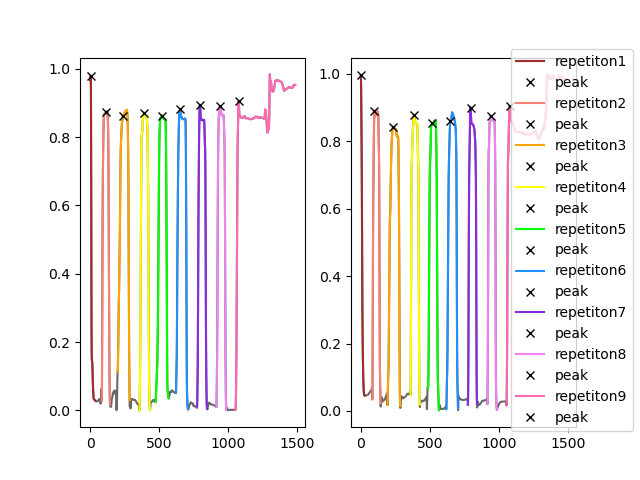 1.0
0.8
0.6
0.4
0.2
0.0
0
500
1000
1500
1.0
0.8
0.6
0.4
0.2
0.0
0
500
1000
1500
repetiton1
peak
repetiton2
peak
repetiton3
peak
repetiton4
peak
repetiton5
peak
repetiton6
peak
repetiton7
peak
repetiton8
peak
repetiton9
peak